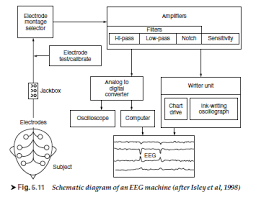 Electrode
montage
selector
Amplifiers
Filters
Hi-pass
Low-pass
Notch
Sensitivity
Electrode
test/calibrate
Jackbox
Analog to
digital
converter
Writer unit
Chart
drive
Ink-writing
oscillograph
Oscilloscope
Computer
Electrodes
EEG
Subject
➤ Fig. 5.11 Schematic diagram of an EEG machine (after Isley et al, 1998)